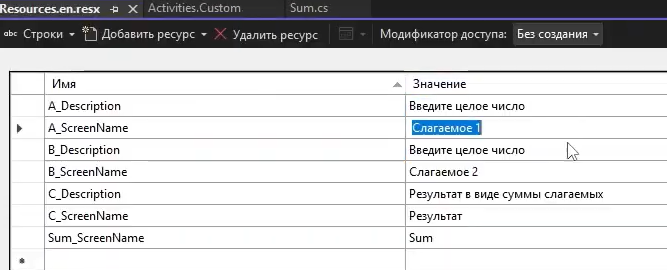 Resources.en.resx Activities.Custom Sum.cs
abc Строки Добавить ресурс Удалить ресурс Модификатор доступа: Без создания
Имя Значение
A_Description Введите целое число
A_ScreenName Слагаемое 1
B_Description Введите целое число
B_ScreenName Слагаемое 2
C_Description Результат в виде суммы слагаемых
C_ScreenName Результат
Sum_ScreenName Sum